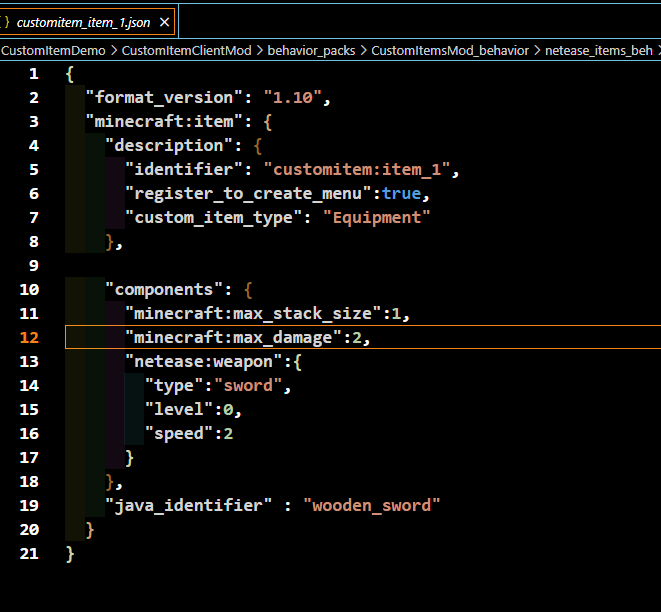 { } customitem_item_1.json ×
CustomItemDemo > CustomItemClientMod > behavior_packs > CustomItemsMod_behavior > netease_items_beh >
1 {
2 "format_version": "1.10",
3 "minecraft:item": {
4 "description": {
5 "identifier": "customitem:item_1",
6 "register_to_create_menu":true,
7 "custom_item_type": "Equipment"
8 },
9
10 "components": {
11 "minecraft:max_stack_size":1,
12 "minecraft:max_damage":2,
13 "netease:weapon":{
14 "type":"sword",
15 "level":0,
16 "speed":2
17 }
18 },
19 "java_identifier" : "wooden_sword"
20 }
21 }